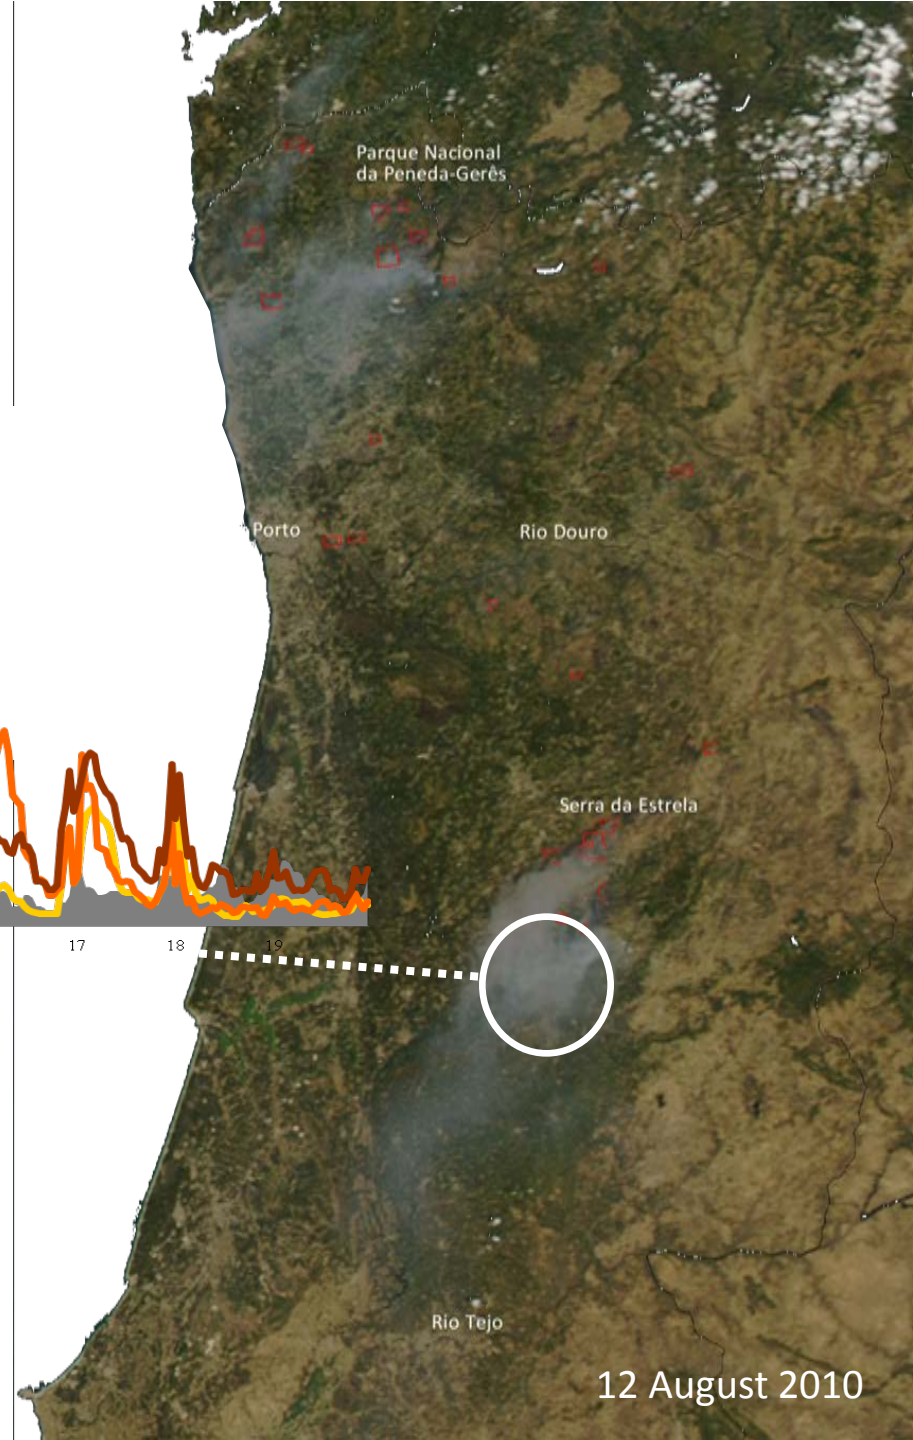 Parque Nacional
da Peneda-Gerês
Porto
Rio Douro
Serra da Estrela
17 18 19
Rio Tejo
12 August 2010